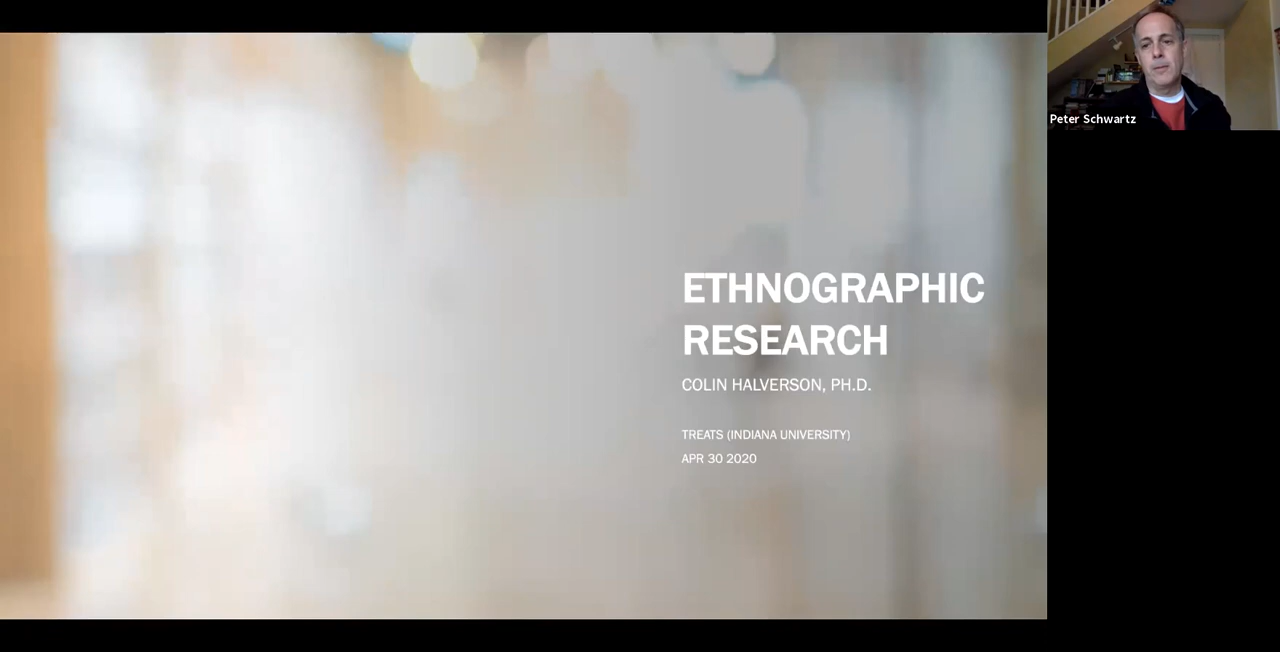 ETHNOGRAPHIC
RESEARCH
COLIN HALVERSON, PH.D.
TREATS (INDIANA UNIVERSITY)
APR 30 2020
Peter Schwartz